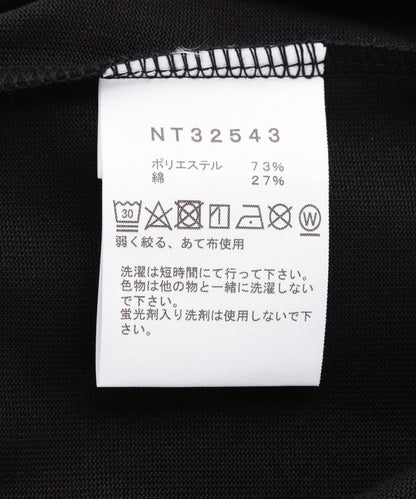 NT32543
ポリエステル 73%
綿 27%
30 W
弱く絞る、あて布使用
洗濯は短時間にて行って下さい。
色物は他の物と一緒に洗濯しない
で下さい。
蛍光剤入り洗剤は使用しないで下
さい。